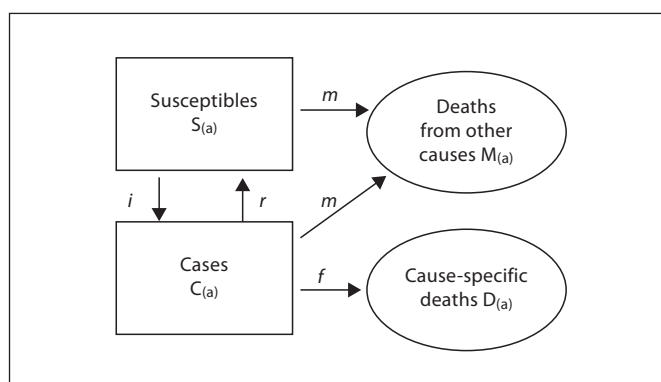 Susceptibles
S(a)
m
Deaths
from other
causes M(a)
i
r
m
Cases
C(a)
f
Cause-specific
deaths D(a)